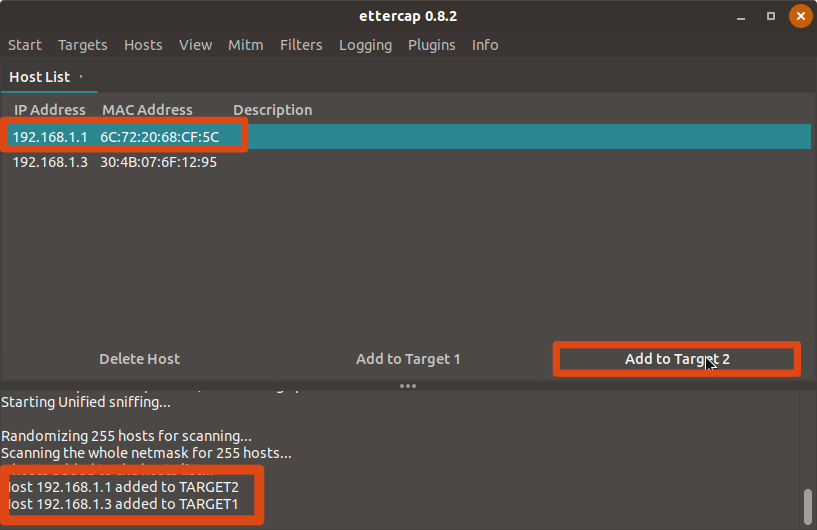 ettercap 0.8.2
Start Targets Hosts View Mitm Filters Logging Plugins Info
Host List
IP Address MAC Address Description
192.168.1.1 6C:72:20:68:CF:5C
192.168.1.3 30:4B:07:6F:12:95
Delete Host Add to Target 1 Add to Target 2
Starting Unified sniffing...
Randomizing 255 hosts for scanning...
Scanning the whole netmask for 255 hosts...
Host 192.168.1.1 added to TARGET2
Host 192.168.1.3 added to TARGET1